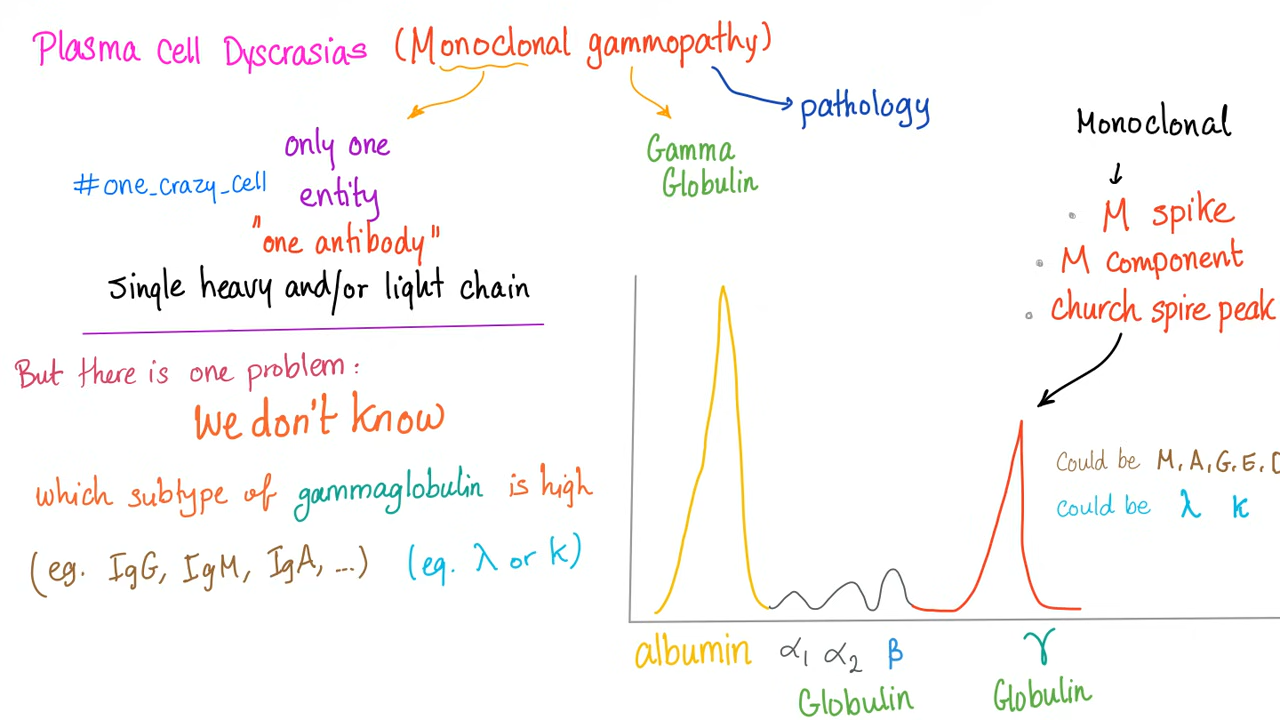 Plasma Cell Dyscrasias (Monoclonal gammopathy)
pathology
only one
entity
#one_crazy_cell
"one antibody"
single heavy and/or light chain
Gamma
Globulin
But there is one problem:
We don't know
which subtype of gammaglobulin is high
(eg. IgG, IgM, IgA, ...) (eq. λ or k)
Monoclonal
↓
• M spike
• M component
• church spire peak
Could be M, A, G, E, D
could be λ k
albumin α1 α2 β γ
Globulin Globulin